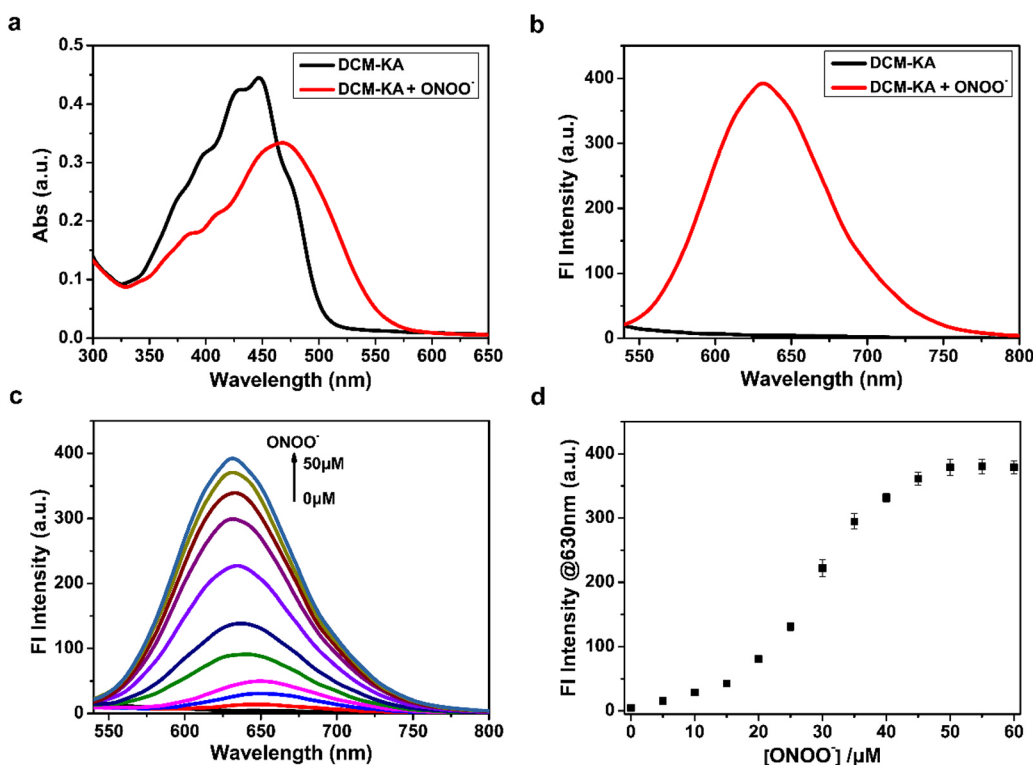 a
DCM-KA
DCM-KA + ONOO⁻
Abs (a.u.)
0.5
0.4
0.3
0.2
0.1
0.0
300 350 400 450 500 550 600 650
Wavelength (nm)
b
DCM-KA
DCM-KA + ONOO⁻
FI Intensity (a.u.)
400
300
200
100
0
550 600 650 700 750 800
Wavelength (nm)
c
ONOO⁻
50μM
0μM
FI Intensity (a.u.)
400
300
200
100
0
550 600 650 700 750 800
Wavelength (nm)
d
FI Intensity @630nm (a.u.)
400
300
200
100
0
0 10 20 30 40 50 60
[ONOO⁻] /μM